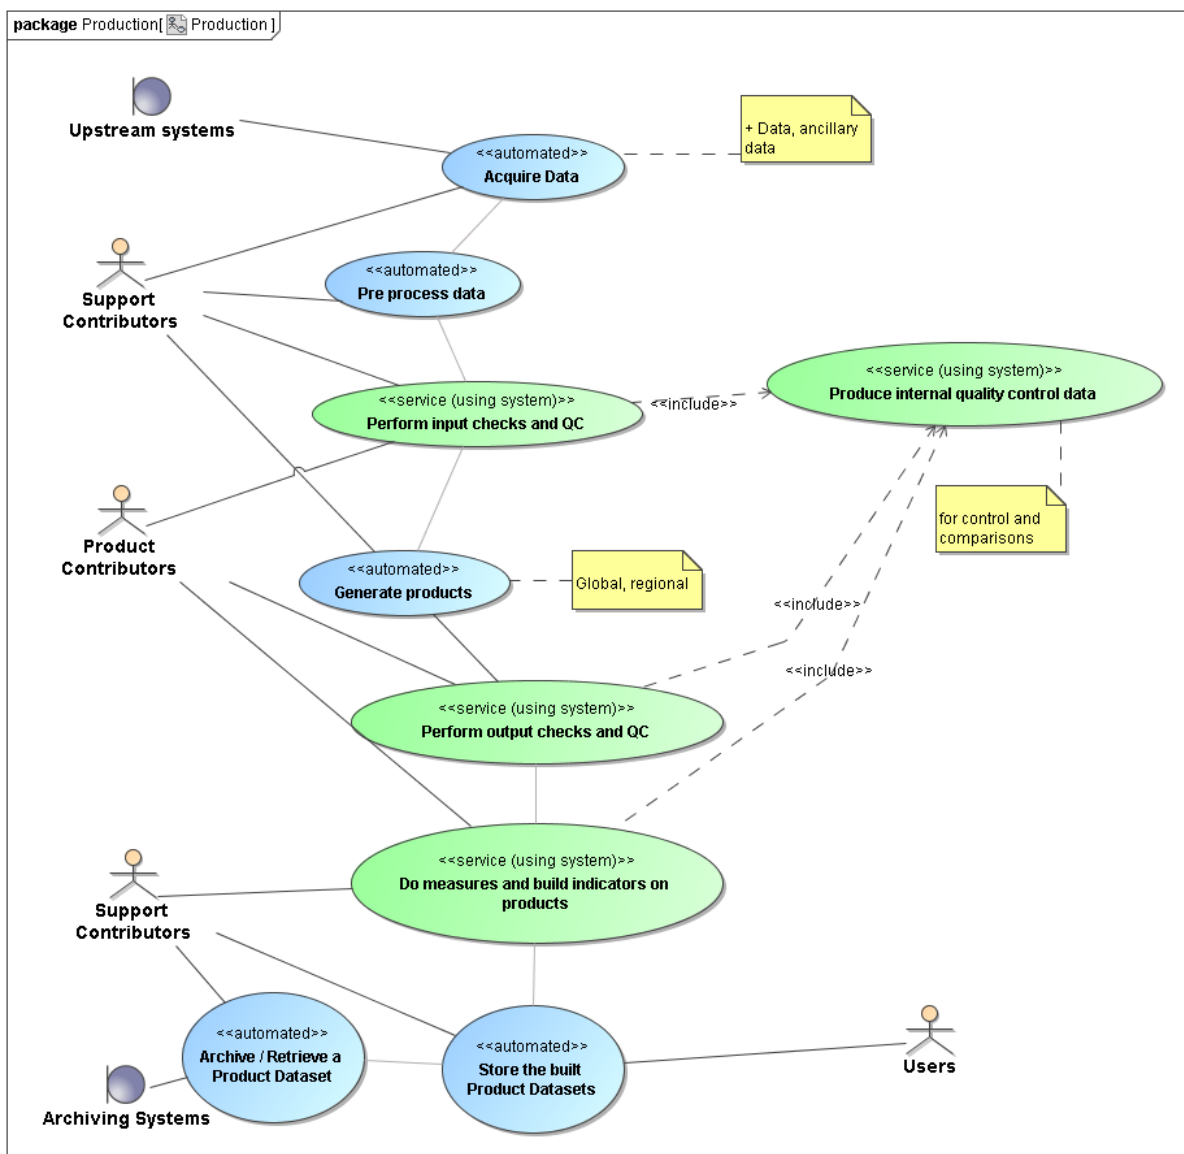 package Production[ Production ]
Upstream systems
+ Data, ancillary
data
<<automated>>
Acquire Data
Support
Contributors
<<automated>>
Pre process data
<<service (using system)>>
Produce internal quality control data
<<service (using system)>>
Perform input checks and QC
<<include>>
for control and
comparisons
Product
Contributors
<<automated>>
Generate products
Global, regional
<<include>>
<<include>>
<<service (using system)>>
Perform output checks and QC
<<service (using system)>>
Do measures and build indicators on
products
Support
Contributors
<<automated>>
Archive / Retrieve a
Product Dataset
<<automated>>
Store the built
Product Datasets
Users
Archiving Systems